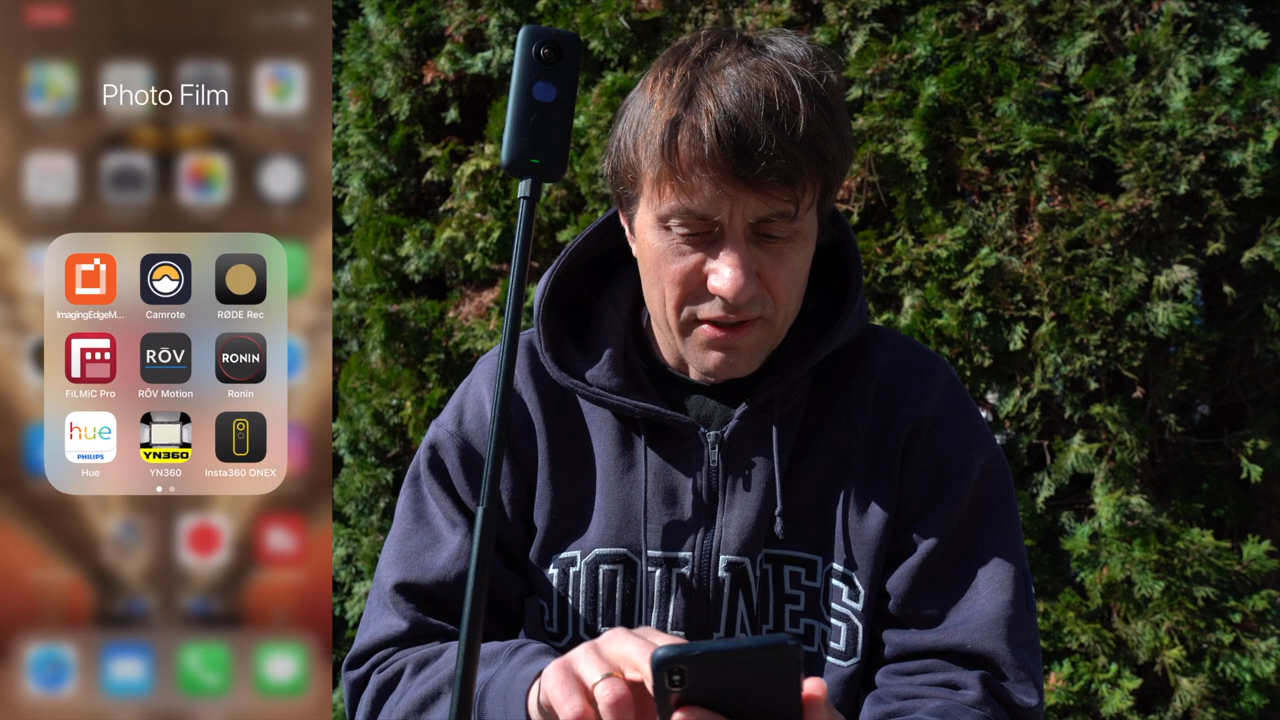 Photo Film
ImagingEdgeM...
Camrote
RØDE Rec
RŌV
RONIN
FiLMiC Pro
RŌV Motion
Ronin
hue
PHILIPS
YN360
Hue
YN360
Insta360 ONEX
JOLNES